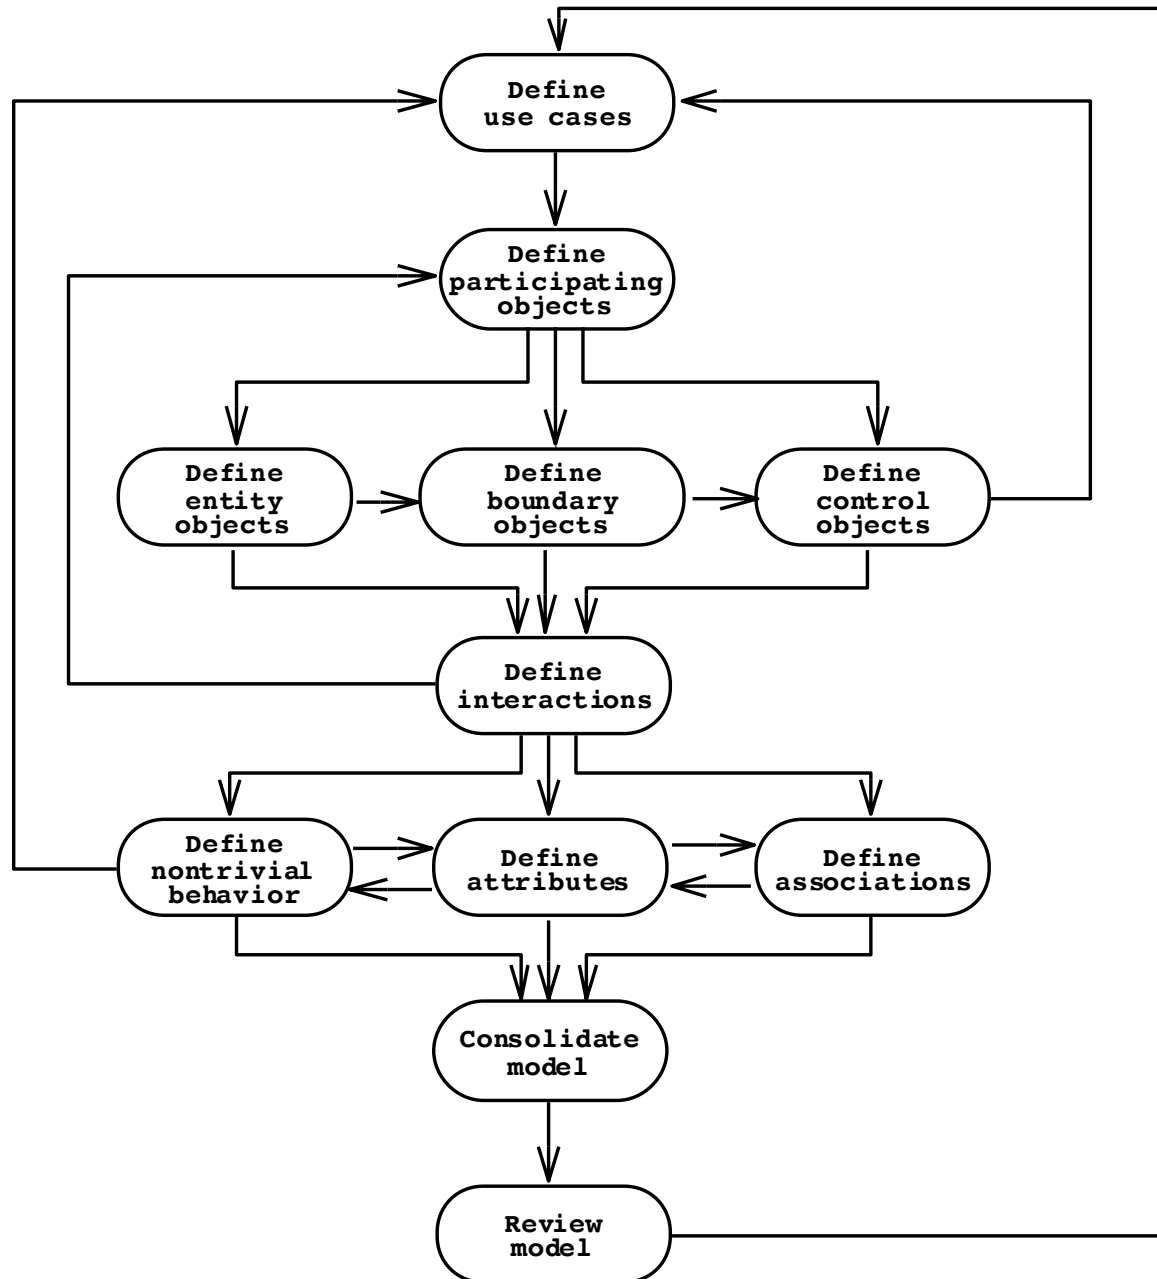 Define
use cases
Define
participating
objects
Define
entity
objects
Define
boundary
objects
Define
control
objects
Define
interactions
Define
nontrivial
behavior
Define
attributes
Define
associations
Consolidate
model
Review
model